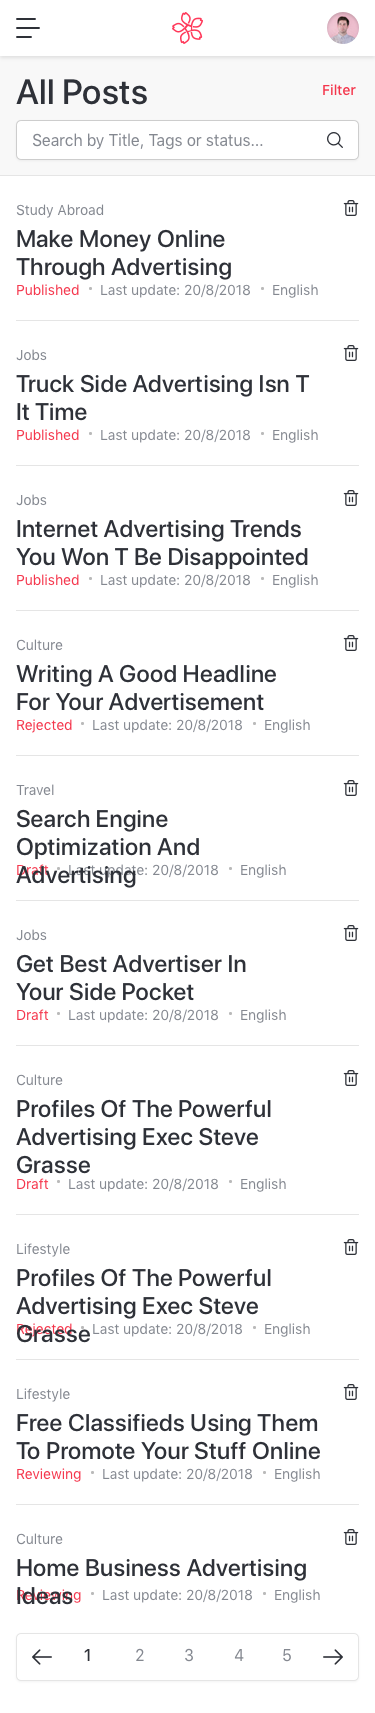 All Posts
Filter
Search by Title, Tags or status...
Study Abroad
Make Money Online
Through Advertising
Published • Last update: 20/8/2018 • English
Jobs
Truck Side Advertising Isn T
It Time
Published • Last update: 20/8/2018 • English
Jobs
Internet Advertising Trends
You Won T Be Disappointed
Published • Last update: 20/8/2018 • English
Culture
Writing A Good Headline
For Your Advertisement
Rejected • Last update: 20/8/2018 • English
Travel
Search Engine
Optimization And
Advertising
Draft • Last update: 20/8/2018 • English
Jobs
Get Best Advertiser In
Your Side Pocket
Draft • Last update: 20/8/2018 • English
Culture
Profiles Of The Powerful
Advertising Exec Steve
Grasse
Draft • Last update: 20/8/2018 • English
Lifestyle
Profiles Of The Powerful
Advertising Exec Steve
Grasse
Rejected • Last update: 20/8/2018 • English
Lifestyle
Free Classifieds Using Them
To Promote Your Stuff Online
Reviewing • Last update: 20/8/2018 • English
Culture
Home Business Advertising
Ideas
Reviewing • Last update: 20/8/2018 • English
1 2 3 4 5